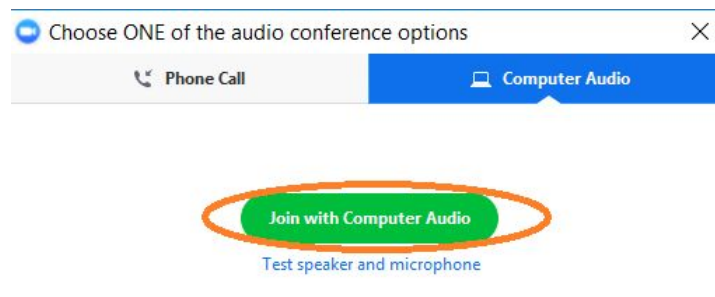 Choose ONE of the audio conference options
Phone Call
Computer Audio
Join with Computer Audio
Test speaker and microphone